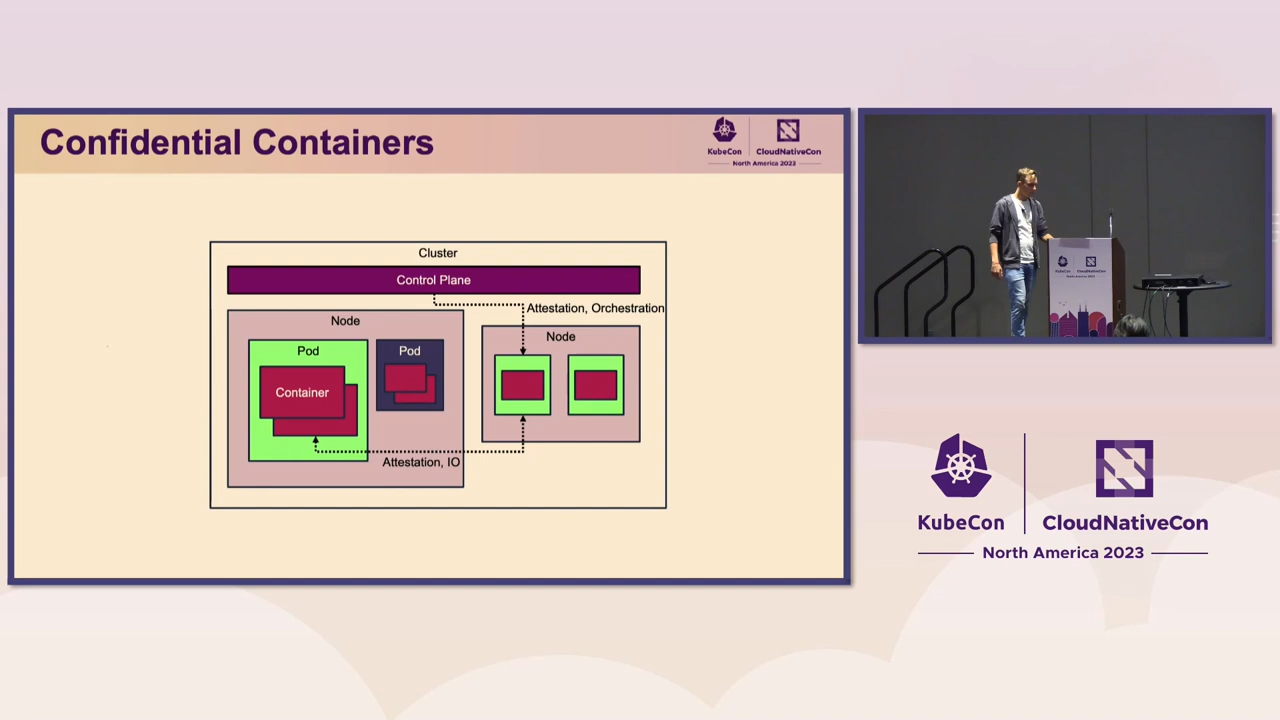 Confidential Containers
KubeCon
CloudNativeCon
North America 2023
Cluster
Control Plane
Attestation, Orchestration
Node
Node
Pod
Pod
Container
Attestation, IO
KubeCon
CloudNativeCon
North America 2023